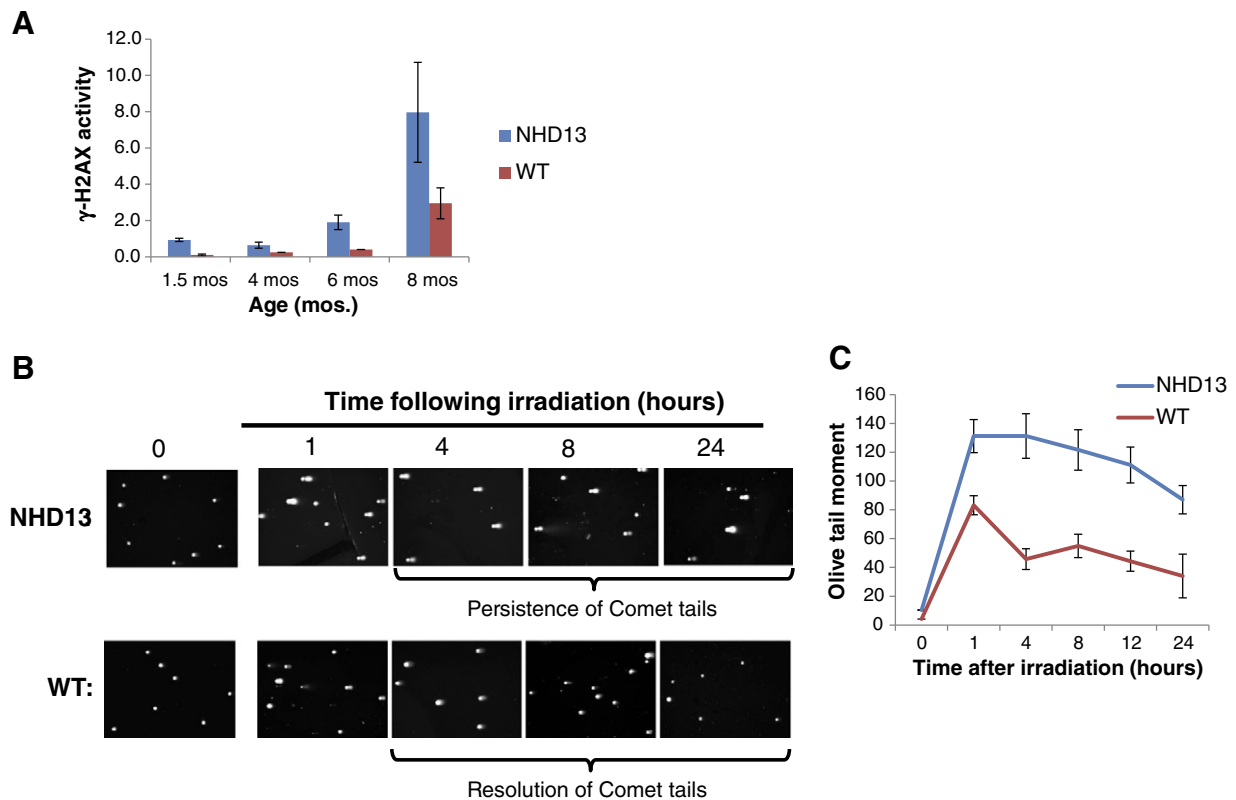 A
12.0
10.0
8.0
6.0
4.0
2.0
0.0
γ-H2AX activity
1.5 mos 4 mos 6 mos 8 mos
Age (mos.)
NHD13
WT
B
Time following irradiation (hours)
0 1 4 8 24
NHD13
Persistence of Comet tails
WT:
Resolution of Comet tails
C
NHD13
WT
160
140
120
100
80
60
40
20
0
Olive tail moment
0 1 4 8 12 24
Time after irradiation (hours)